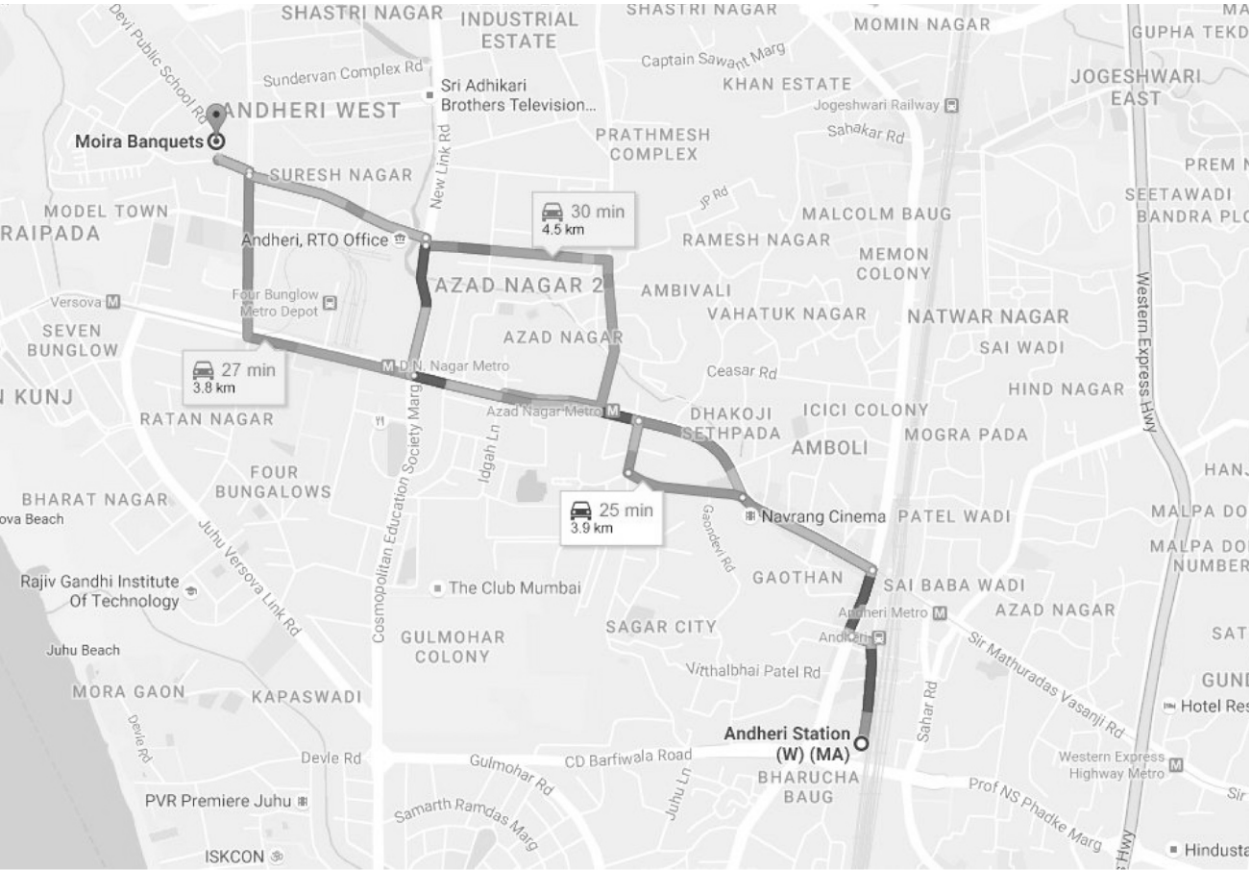 SHASTRI NAGAR
INDUSTRIAL
ESTATE
SHASTRI NAGAR
MOMIN NAGAR
GUPHA TEKD
Devi Public School Rd
Sundervan Complex Rd
Captain Sawant Marg
KHAN ESTATE
JOGESHWARI
EAST
Sri Adhikari
Brothers Television...
Jogeshwari Railway
Sahakar Rd
ANDHERI WEST
Moira Banquets
New Link Rd
PRATHMESH
COMPLEX
PREM N
SURESH NAGAR
JP Rd
SEETAWADI
BANDRA PLO
MODEL TOWN
30 min
4.5 km
MALCOLM BAUG
RAIPADA
Andheri, RTO Office
RAMESH NAGAR
MEMON
COLONY
Western Express Hwy
AZAD NAGAR 2
AMBIVALI
Versova
Four Bunglow
Metro Depot
VAHATUK NAGAR
NATWAR NAGAR
SEVEN
BUNGLOW
AZAD NAGAR
SAI WADI
27 min
3.8 km
D.N. Nagar Metro
Ceasar Rd
HIND NAGAR
N KUNJ
RATAN NAGAR
Azad Nagar Metro
DHAKOJI
SETHPADA
ICICI COLONY
MOGRA PADA
AMBOLI
Idgah Ln
Cosmopolitan Education Society Marg
FOUR
BUNGALOWS
HANJ
BHARAT NAGAR
ova Beach
25 min
3.9 km
Navrang Cinema
PATEL WADI
MALPA DO
Gaondevi Rd
Juhu Versova Link Rd
MALPA DO
NUMBER
Rajiv Gandhi Institute
Of Technology
The Club Mumbai
GAOTHAN
SAI BABA WADI
Andheri Metro
AZAD NAGAR
GULMOHAR
COLONY
SAGAR CITY
Andheri
SAT
Juhu Beach
Sir Mathuradas Vasanji Rd
Virthalbhai Patel Rd
MORA GAON
KAPASWADI
GUND
Sahar Rd
Hotel Res
Devle Rd
Andheri Station
(W) (MA)
Devle Rd
Gulmohar Rd
CD Barfiwala Road
Western Express
Highway Metro
BHARUCHA
BAUG
Juhu Ln
Prof NS Phadke Marg
Sir
PVR Premiere Juhu
Samarth Ramdas Marg
ISKCON
Hwy
Hindusta